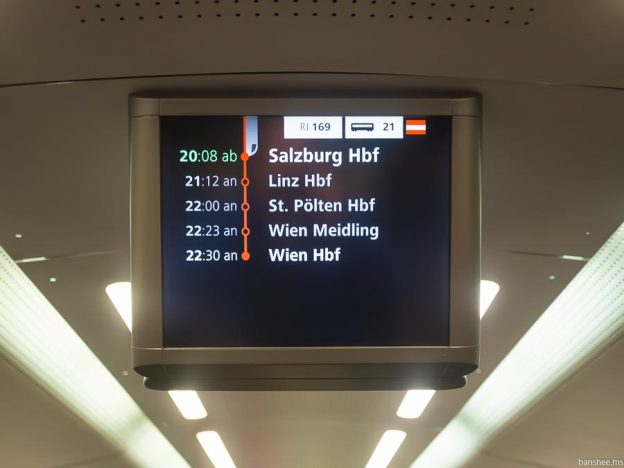 RJ 169 21
20:08 ab Salzburg Hbf
21:12 an Linz Hbf
22:00 an St. Pölten Hbf
22:23 an Wien Meidling
22:30 an Wien Hbf
banshee.ms